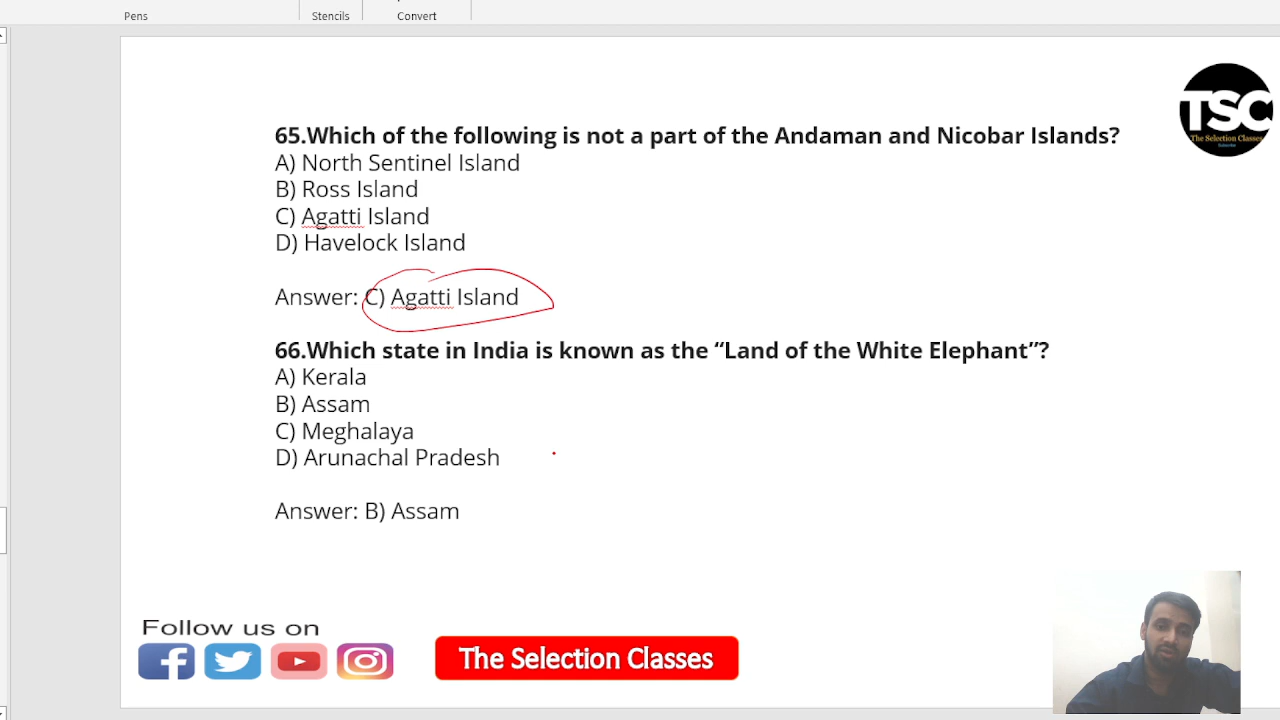 Pens
Stencils
Convert
TSC
The Selection Classes
Subscribe
65.Which of the following is not a part of the Andaman and Nicobar Islands?
A) North Sentinel Island
B) Ross Island
C) Agatti Island
D) Havelock Island
Answer: C) Agatti Island
66.Which state in India is known as the “Land of the White Elephant”?
A) Kerala
B) Assam
C) Meghalaya
D) Arunachal Pradesh
Answer: B) Assam
Follow us on
The Selection Classes